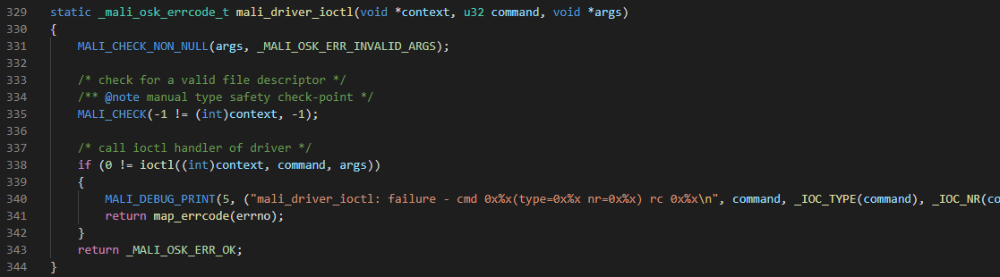 329 static _mali_osk_errcode_t mali_driver_ioctl(void *context, u32 command, void *args)
330 {
331     MALI_CHECK_NON_NULL(args, _MALI_OSK_ERR_INVALID_ARGS);
332
333     /* check for a valid file descriptor */
334     /** @note manual type safety check-point */
335     MALI_CHECK(-1 != (int)context, -1);
336
337     /* call ioctl handler of driver */
338     if (0 != ioctl((int)context, command, args))
339     {
340         MALI_DEBUG_PRINT(5, ("mali_driver_ioctl: failure - cmd 0x%x(type=0x%x nr=0x%x) rc 0x%x\n", command, _IOC_TYPE(command), _IOC_NR(co
341         return map_errcode(errno);
342     }
343     return _MALI_OSK_ERR_OK;
344 }